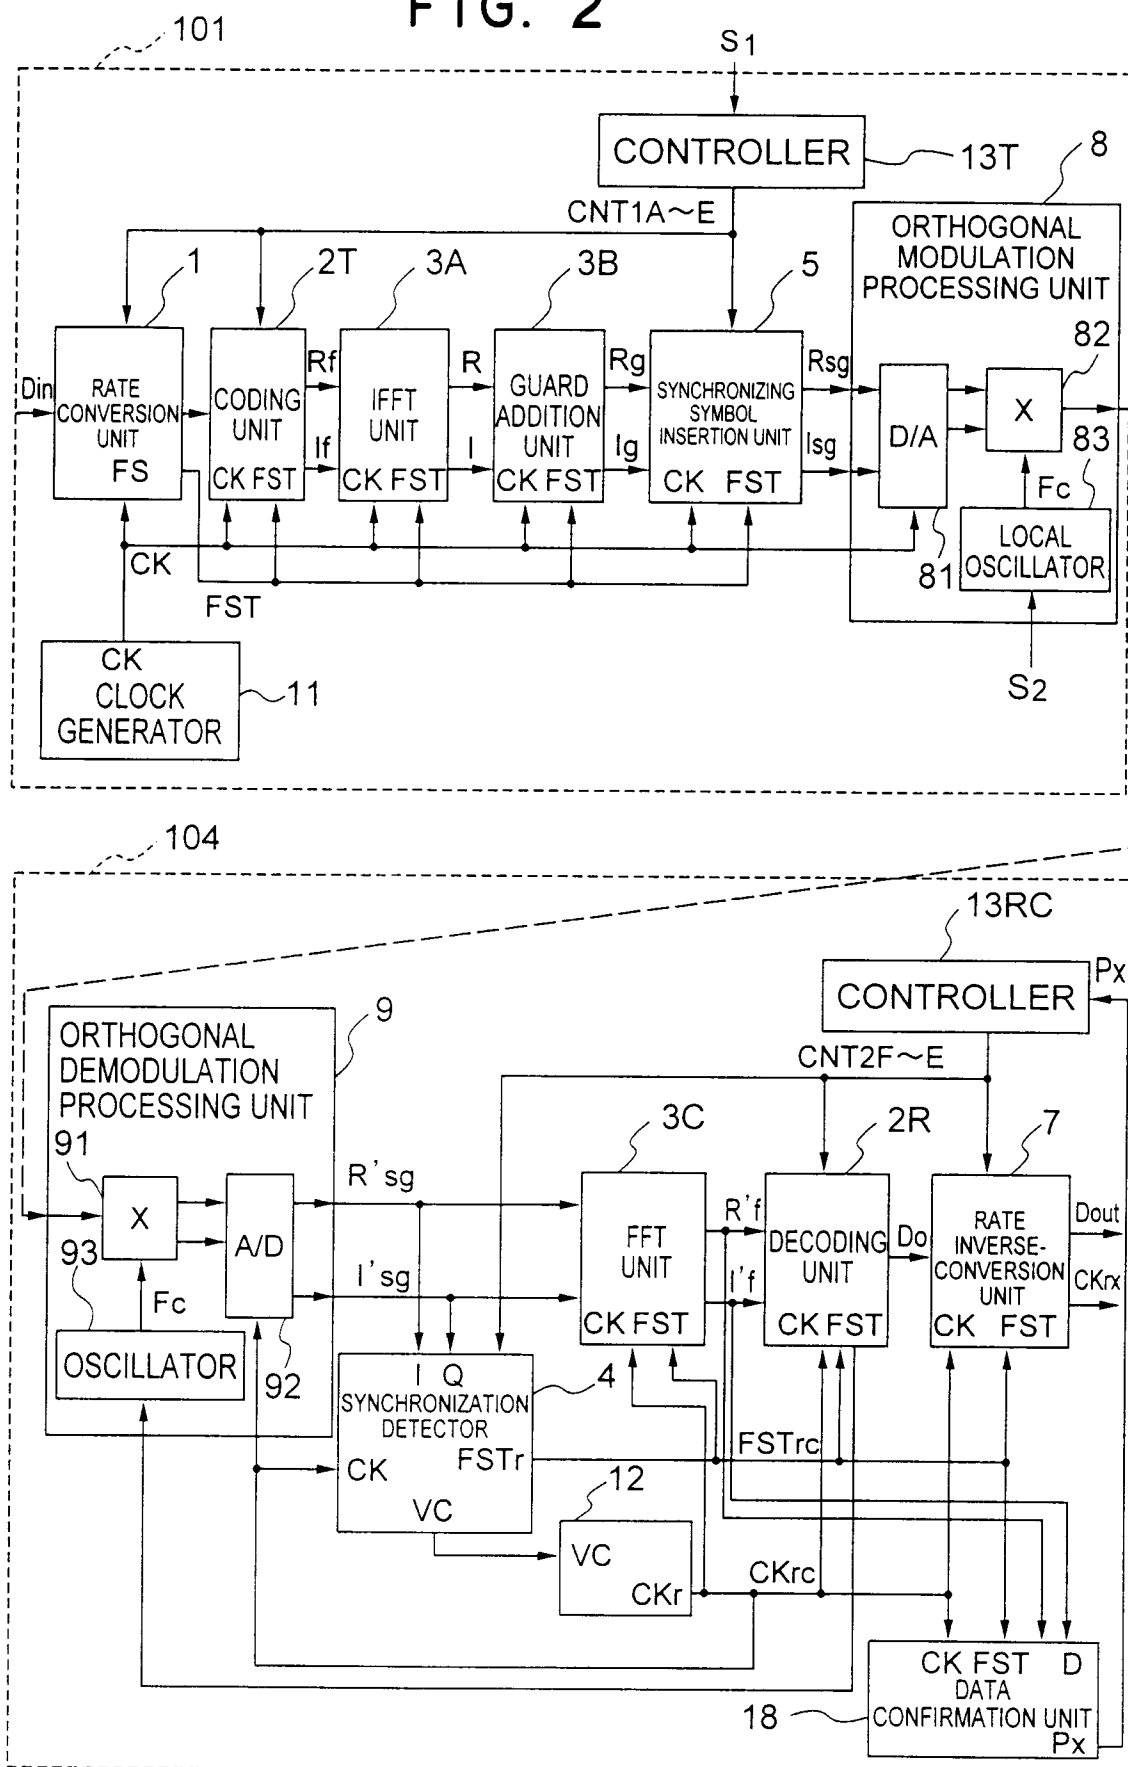 FIG. 2
101
S1
CONTROLLER
13T
8
CNT1A~E
ORTHOGONAL
MODULATION
PROCESSING UNIT
1
2T
3A
3B
5
82
Din
RATE
CONVERSION
UNIT
FS
CODING
UNIT
CK FST
Rf
If
IFFT
UNIT
CK FST
R
I
GUARD
ADDITION
UNIT
CK FST
Rg
Ig
SYNCHRONIZING
SYMBOL
INSERTION UNIT
CK FST
Rsg
Isg
D/A
X
83
Fc
LOCAL
OSCILLATOR
81
CK
FST
S2
CK
CLOCK
GENERATOR
11
104
13RC
CONTROLLER
Px
9
ORTHOGONAL
DEMODULATION
PROCESSING UNIT
CNT2F~E
3C
2R
7
91
X
93
Fc
OSCILLATOR
A/D
92
R'sg
I'sg
FFT
UNIT
CK FST
R'f
I'f
DECODING
UNIT
CK FST
Do
RATE
INVERSE-
CONVERSION
UNIT
CK FST
Dout
CKrx
I Q
SYNCHRONIZATION
DETECTOR
FSTr
CK
VC
4
FSTrc
12
VC
CKr
CKrc
CK FST D
DATA
CONFIRMATION UNIT
Px
18